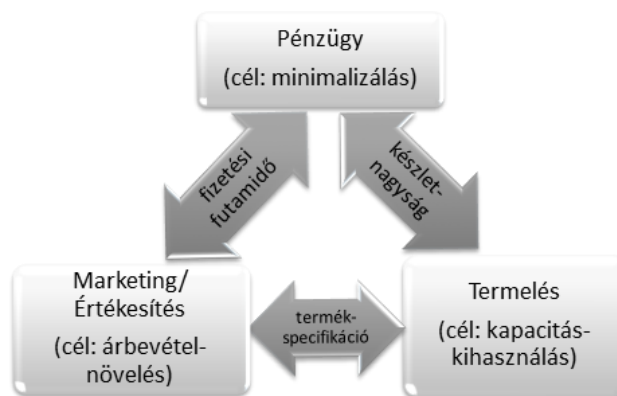 Pénzügy
(cél: minimalizálás)
fizetési
futamidő
készlet-
nagyság
Marketing/
Értékesítés
(cél: árbevétel-
növelés)
termék-
specifikáció
Termelés
(cél: kapacitás-
kihasználás)